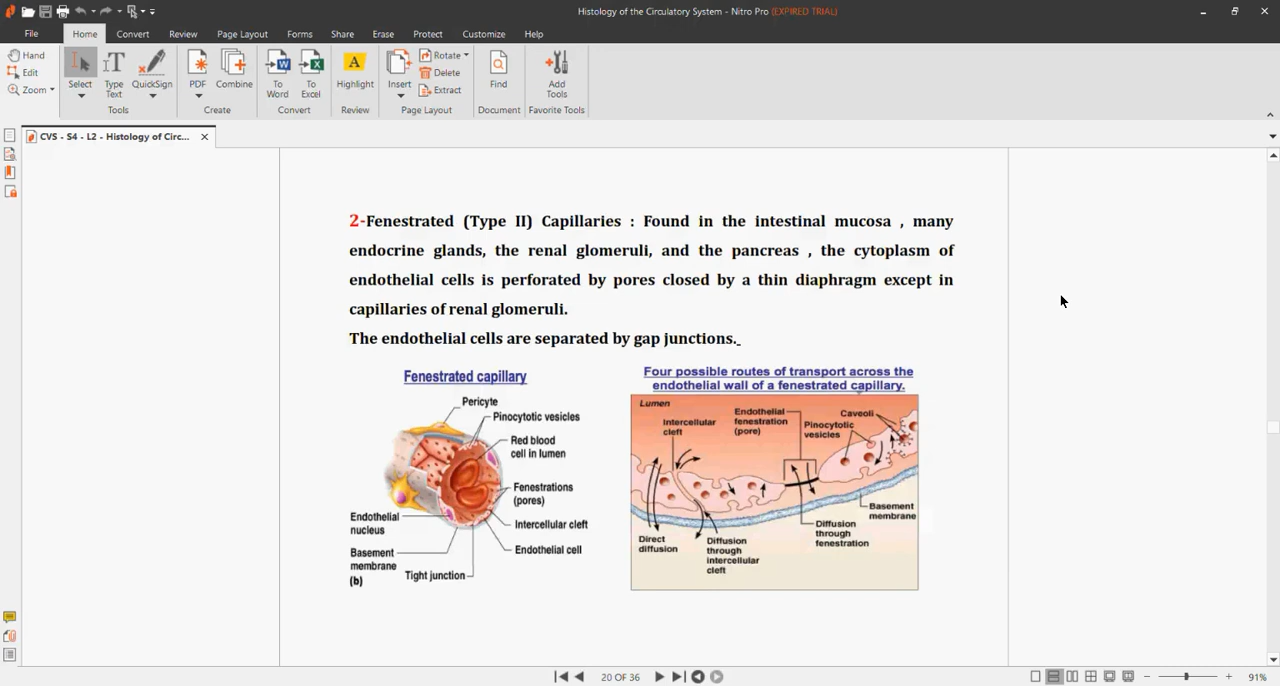 Histology of the Circulatory System - Nitro Pro (EXPIRED TRIAL)
File Home Convert Review Page Layout Forms Share Erase Protect Customize Help
Hand
Edit
Zoom
Select
Type Text
QuickSign
Tools
PDF
Combine
Create
To Word
To Excel
Convert
A
Highlight
Review
Insert
Rotate
Delete
Extract
Page Layout
Find
Document
Add Tools
Favorite Tools
CVS - S4 - L2 - Histology of Circ...
2-Fenestrated (Type II) Capillaries : Found in the intestinal mucosa , many
endocrine glands, the renal glomeruli, and the pancreas , the cytoplasm of
endothelial cells is perforated by pores closed by a thin diaphragm except in
capillaries of renal glomeruli.
The endothelial cells are separated by gap junctions.
Fenestrated capillary
Pericyte
Pinocytotic vesicles
Red blood
cell in lumen
Fenestrations
(pores)
Intercellular cleft
Endothelial cell
Endothelial
nucleus
Basement
membrane
Tight junction
(b)
Four possible routes of transport across the
endothelial wall of a fenestrated capillary.
Lumen
Intercellular
cleft
Endothelial
fenestration
(pore)
Caveoli
Pinocytotic
vesicles
Basement
membrane
Direct
diffusion
Diffusion
through
intercellular
cleft
Diffusion
through
fenestration
20 OF 36
91%